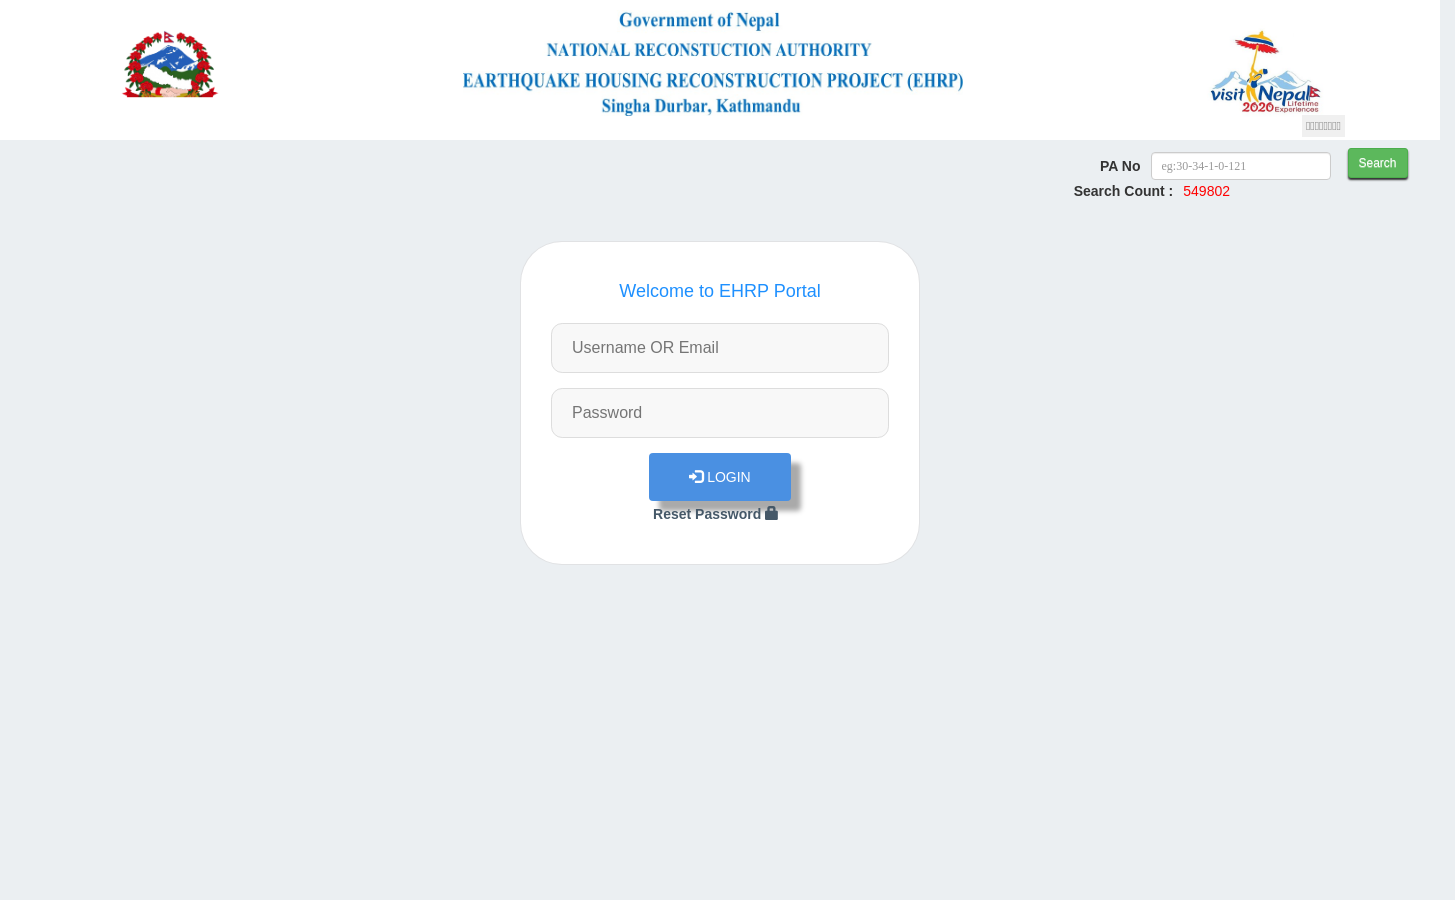 Government of Nepal
NATIONAL RECONSTUCTION AUTHORITY
EARTHQUAKE HOUSING RECONSTRUCTION PROJECT (EHRP)
Singha Durbar, Kathmandu
visit Nepal
2020 Lifetime Experiences
PA No eg:30-34-1-0-121 Search
Search Count : 549802
Welcome to EHRP Portal
Username OR Email
Password
LOGIN
Reset Password